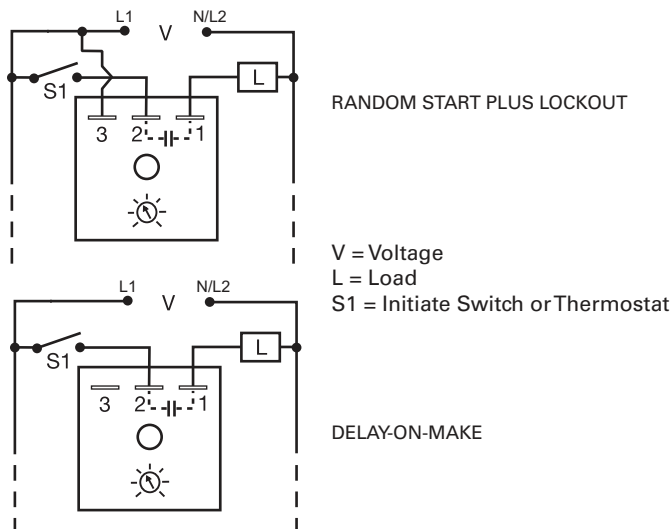 L1 V N/L2
L
S1
3 2 1
RANDOM START PLUS LOCKOUT
V = Voltage
L = Load
S1 = Initiate Switch or Thermostat
L1 V N/L2
L
S1
3 2 1
DELAY-ON-MAKE